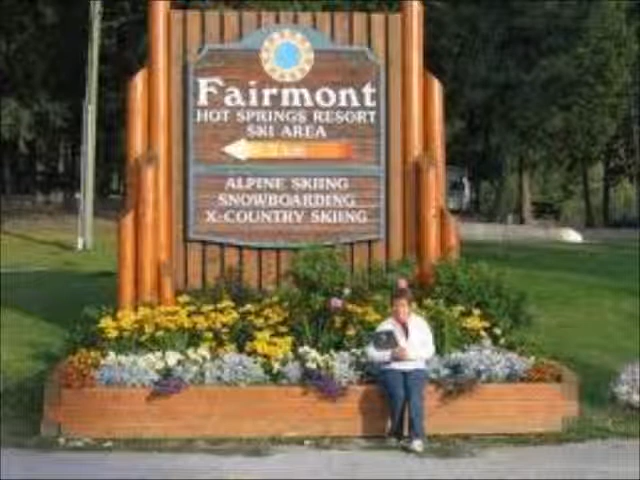 Fairmont
HOT SPRINGS RESORT
SKI AREA
ALPINE SKIING
SNOWBOARDING
X-COUNTRY SKIING